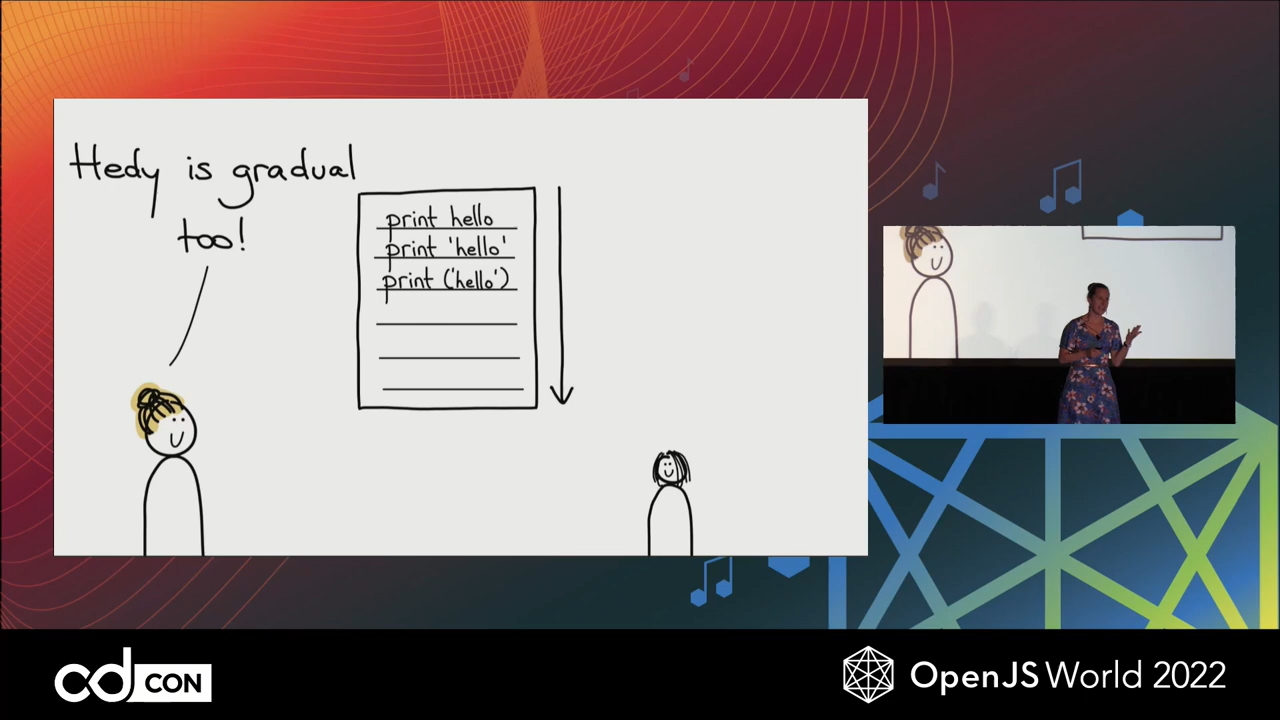 Hedy is gradual
too!
print hello
print 'hello'
print ('hello')
cd CON
OpenJS World 2022